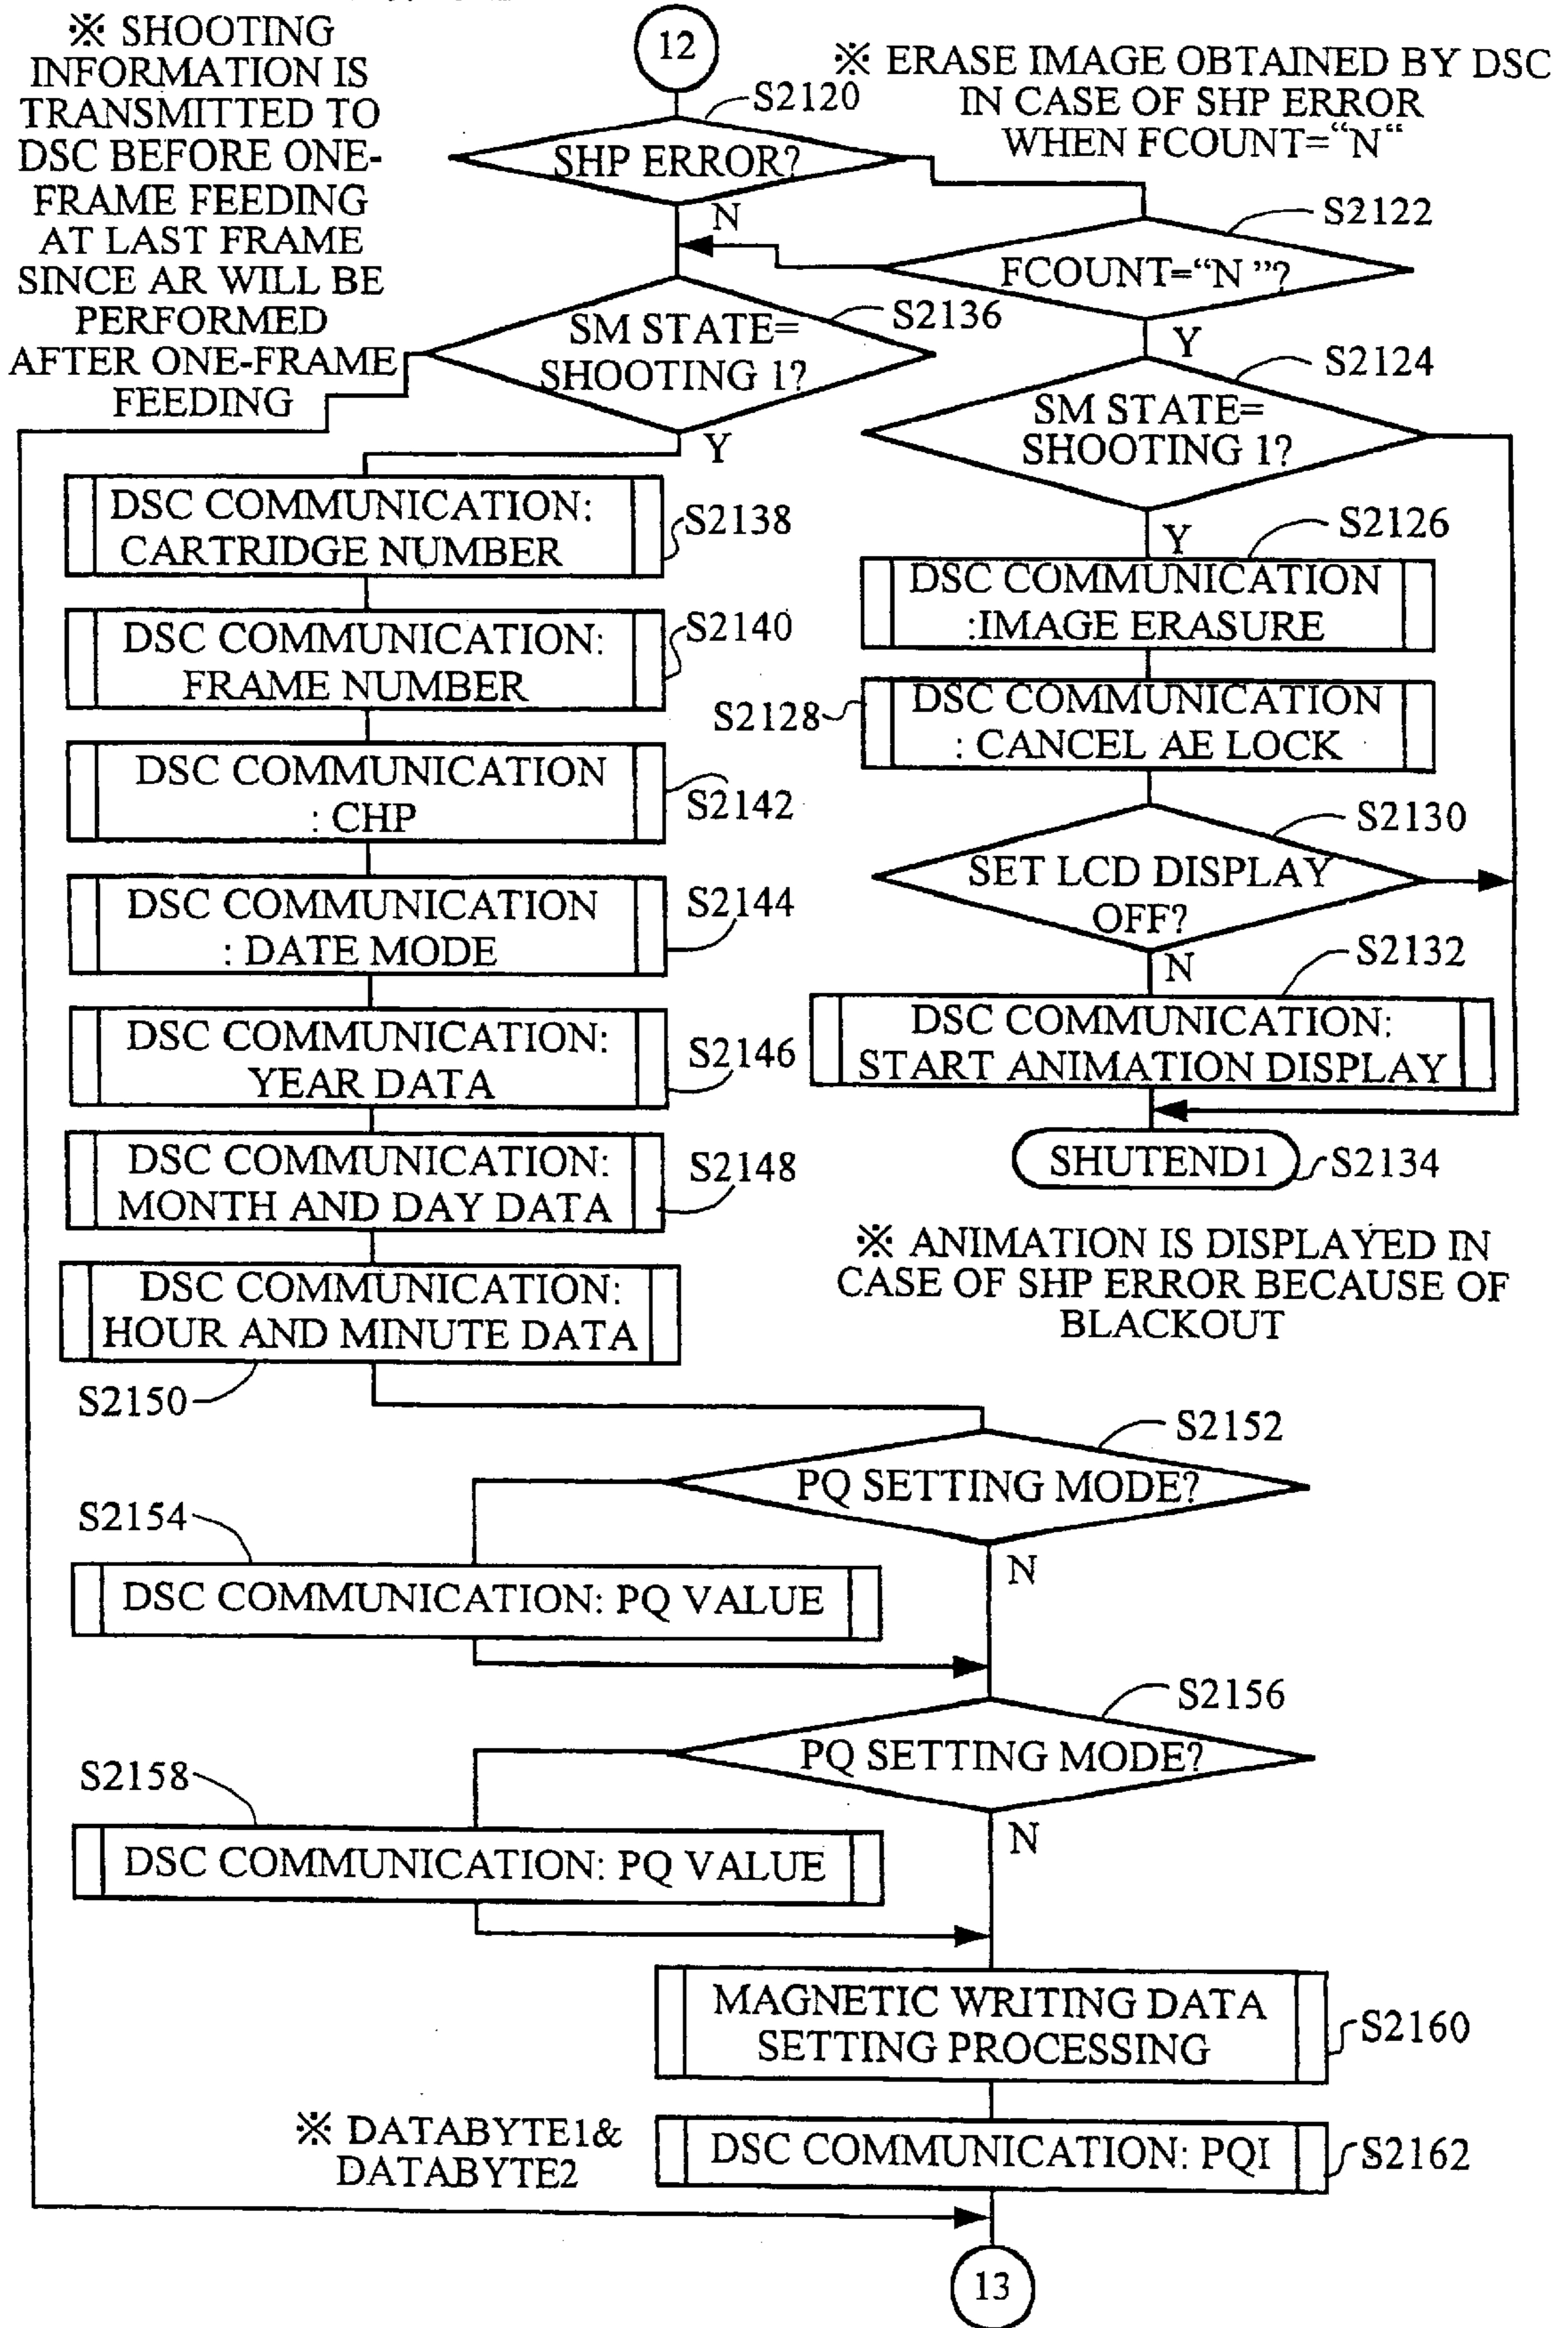 ※ SHOOTING
INFORMATION IS
TRANSMITTED TO
DSC BEFORE ONE-
FRAME FEEDING
AT LAST FRAME
SINCE AR WILL BE
PERFORMED
AFTER ONE-FRAME
FEEDING
12
※ ERASE IMAGE OBTAINED BY DSC
IN CASE OF SHP ERROR
WHEN FCOUNT=“N“
S2120
SHP ERROR?
N
S2122
FCOUNT=“N ”?
Y
S2136
SM STATE=
SHOOTING 1?
Y
S2124
SM STATE=
SHOOTING 1?
Y
DSC COMMUNICATION:
CARTRIDGE NUMBER
S2138
S2126
DSC COMMUNICATION
:IMAGE ERASURE
DSC COMMUNICATION:
FRAME NUMBER
S2140
S2128
DSC COMMUNICATION
: CANCEL AE LOCK
DSC COMMUNICATION
: CHP
S2142
S2130
SET LCD DISPLAY
OFF?
N
DSC COMMUNICATION
: DATE MODE
S2144
S2132
DSC COMMUNICATION:
START ANIMATION DISPLAY
DSC COMMUNICATION:
YEAR DATA
S2146
DSC COMMUNICATION:
MONTH AND DAY DATA
S2148
SHUTEND1
S2134
※ ANIMATION IS DISPLAYED IN
CASE OF SHP ERROR BECAUSE OF
BLACKOUT
DSC COMMUNICATION:
HOUR AND MINUTE DATA
S2150
S2152
PQ SETTING MODE?
N
S2154
DSC COMMUNICATION: PQ VALUE
S2156
PQ SETTING MODE?
N
S2158
DSC COMMUNICATION: PQ VALUE
MAGNETIC WRITING DATA
SETTING PROCESSING
S2160
※ DATABYTE1&
DATABYTE2
DSC COMMUNICATION: PQI
S2162
13